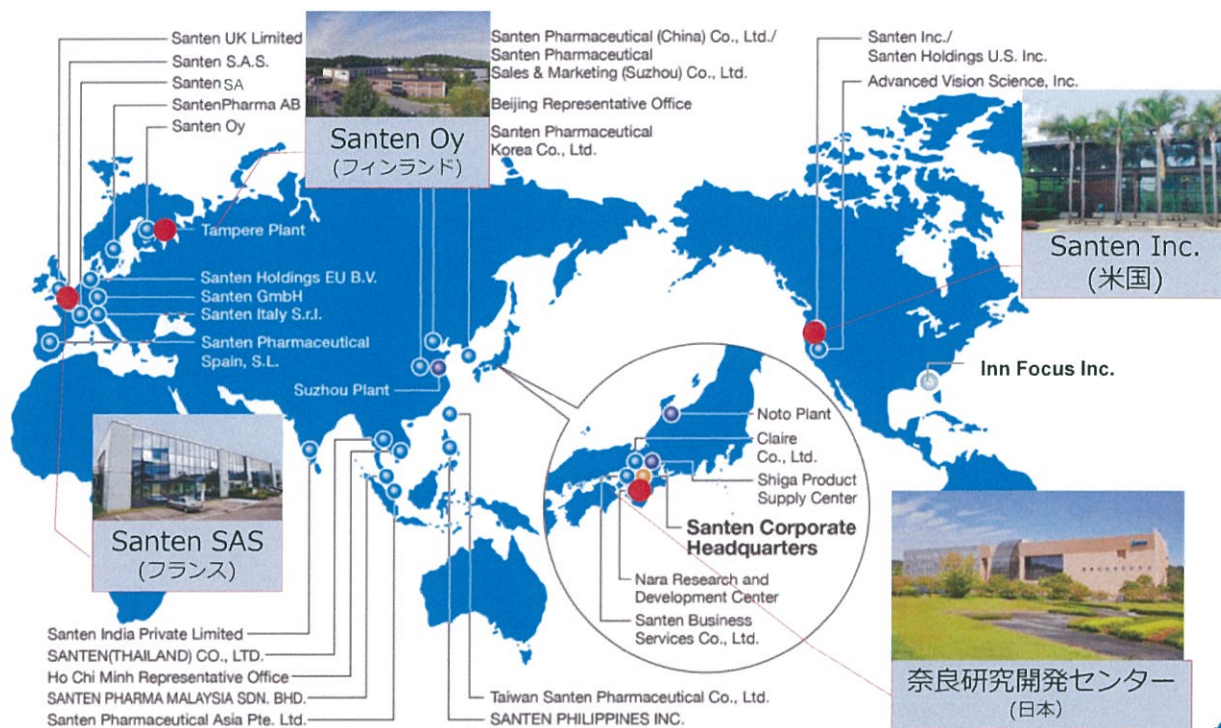 Santen UK Limited
Santen S.A.S.
Santen SA
SantenPharma AB
Santen Oy
Santen Oy
(フィンランド)
Santen Pharmaceutical (China) Co., Ltd./
Santen Pharmaceutical
Sales & Marketing (Suzhou) Co., Ltd.
Beijing Representative Office
Santen Pharmaceutical
Korea Co., Ltd.
Santen Inc./
Santen Holdings U.S. Inc.
Advanced Vision Science, Inc.
Santen Inc.
(米国)
Tampere Plant
Santen Holdings EU B.V.
Santen GmbH
Santen Italy S.r.l.
Santen Pharmaceutical
Spain, S.L.
Suzhou Plant
Inn Focus Inc.
Noto Plant
Claire
Co., Ltd.
Shiga Product
Supply Center
Santen Corporate
Headquarters
Nara Research and
Development Center
Santen Business
Services Co., Ltd.
Santen SAS
(フランス)
Santen India Private Limited
SANTEN(THAILAND) CO., LTD.
Ho Chi Minh Representative Office
SANTEN PHARMA MALAYSIA SDN. BHD.
Santen Pharmaceutical Asia Pte. Ltd.
Taiwan Santen Pharmaceutical Co., Ltd.
SANTEN PHILIPPINES INC.
奈良研究開発センター
(日本)